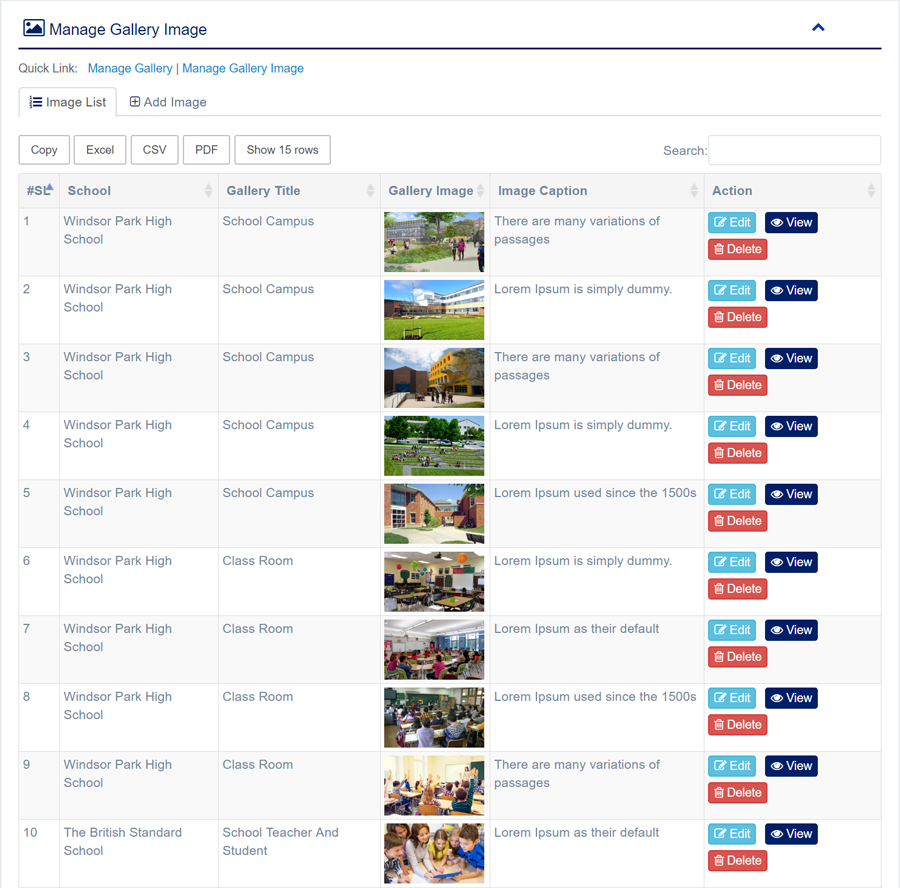 Manage Gallery Image
Quick Link: Manage Gallery | Manage Gallery Image
Image List Add Image
Copy Excel CSV PDF Show 15 rows Search:
#SL School Gallery Title Gallery Image Image Caption Action
1 Windsor Park High School Campus There are many variations of Edit View
School passages Delete
2 Windsor Park High School Campus Lorem Ipsum is simply dummy. Edit View
School Delete
3 Windsor Park High School Campus There are many variations of Edit View
School passages Delete
4 Windsor Park High School Campus Lorem Ipsum is simply dummy. Edit View
School Delete
5 Windsor Park High School Campus Lorem Ipsum used since the 1500s Edit View
School Delete
6 Windsor Park High Class Room Lorem Ipsum is simply dummy. Edit View
School Delete
7 Windsor Park High Class Room Lorem Ipsum as their default Edit View
School Delete
8 Windsor Park High Class Room Lorem Ipsum used since the 1500s Edit View
School Delete
9 Windsor Park High Class Room There are many variations of Edit View
School passages Delete
10 The British Standard School Teacher And Lorem Ipsum as their default Edit View
School Student Delete